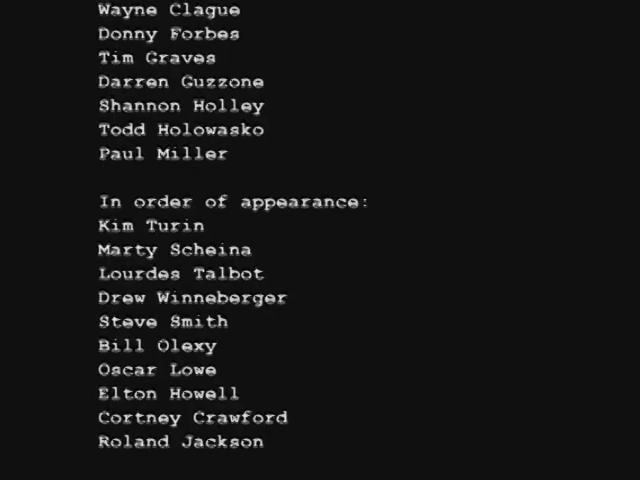 Wayne Clague
Donny Forbes
Tim Graves
Darren Guzzone
Shannon Holley
Todd Holowasko
Paul Miller
In order of appearance:
Kim Turin
Marty Scheina
Lourdes Talbot
Drew Winneberger
Steve Smith
Bill Olexy
Oscar Lowe
Elton Howell
Cortney Crawford
Roland Jackson